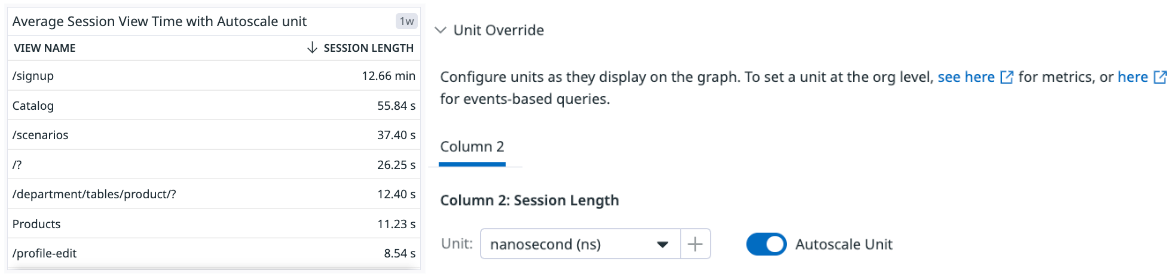 Average Session View Time with Autoscale unit 1w
VIEW NAME ↓ SESSION LENGTH
/signup 12.66 min
Catalog 55.84 s
/scenarios 37.40 s
/? 26.25 s
/department/tables/product/? 12.40 s
Products 11.23 s
/profile-edit 8.54 s
Unit Override
Configure units as they display on the graph. To set a unit at the org level, see here for metrics, or here
for events-based queries.
Column 2
Column 2: Session Length
Unit: nanosecond (ns) + Autoscale Unit